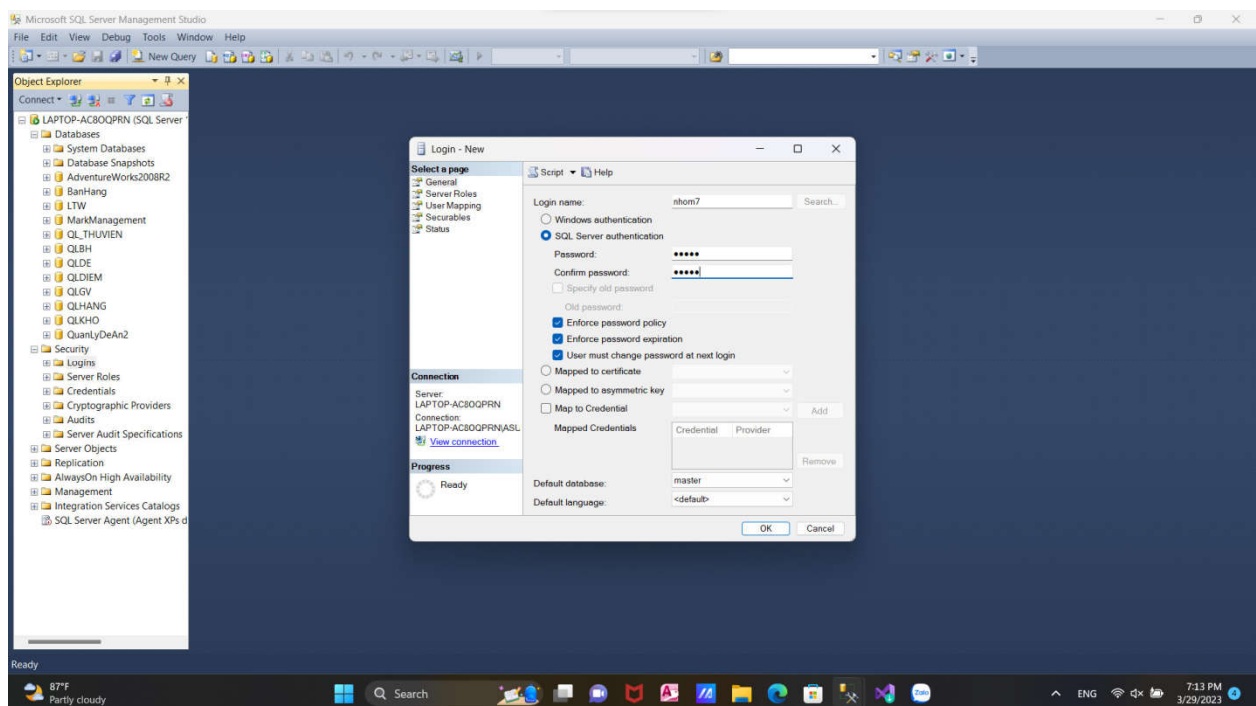 Microsoft SQL Server Management Studio
File Edit View Debug Tools Window Help
New Query
Object Explorer
Connect
LAPTOP-AC8OQPRN (SQL Server
Databases
System Databases
Database Snapshots
AdventureWorks2008R2
BanHang
LTW
MarkManagement
QL_THUVIEN
QLBH
QLDE
QLDIEM
QLGV
QLHANG
QLKHO
QuanLyDeAn2
Security
Logins
Server Roles
Credentials
Cryptographic Providers
Audits
Server Audit Specifications
Server Objects
Replication
AlwaysOn High Availability
Management
Integration Services Catalogs
SQL Server Agent (Agent XPs d
Login - New
Select a page
General
Server Roles
User Mapping
Securables
Status
Connection
Server:
LAPTOP-AC8OQPRN
Connection:
LAPTOP-AC8OQPRN\ASU
View connection
Progress
Ready
Script Help
Login name: nhom7 Search...
Windows authentication
SQL Server authentication
Password: •••••
Confirm password: •••••
Specify old password
Old password:
Enforce password policy
Enforce password expiration
User must change password at next login
Mapped to certificate
Mapped to asymmetric key
Map to Credential Add
Mapped Credentials Credential Provider
Remove
Default database: master
Default language: <default>
OK Cancel
Ready
87°F
Partly cloudy
Search
Zalo
ENG
7:13 PM
3/29/2023
4